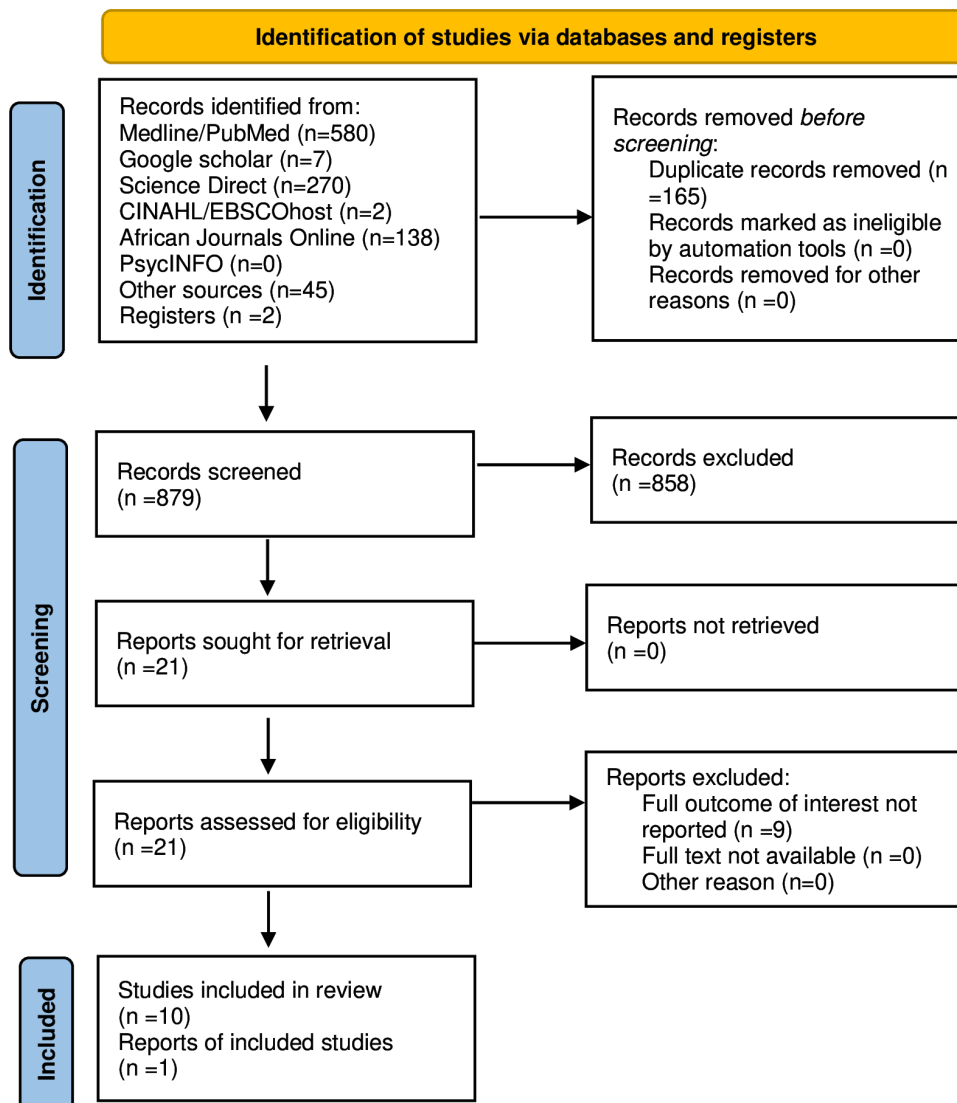 Identification of studies via databases and registers
Identification
Records identified from:
Medline/PubMed (n=580)
Google scholar (n=7)
Science Direct (n=270)
CINAHL/EBSCOhost (n=2)
African Journals Online (n=138)
PsycINFO (n=0)
Other sources (n=45)
Registers (n =2)
Records removed before
screening:
Duplicate records removed (n
=165)
Records marked as ineligible
by automation tools (n =0)
Records removed for other
reasons (n =0)
Screening
Records screened
(n =879)
Records excluded
(n =858)
Reports sought for retrieval
(n =21)
Reports not retrieved
(n =0)
Reports assessed for eligibility
(n =21)
Reports excluded:
Full outcome of interest not
reported (n =9)
Full text not available (n =0)
Other reason (n=0)
Included
Studies included in review
(n =10)
Reports of included studies
(n =1)